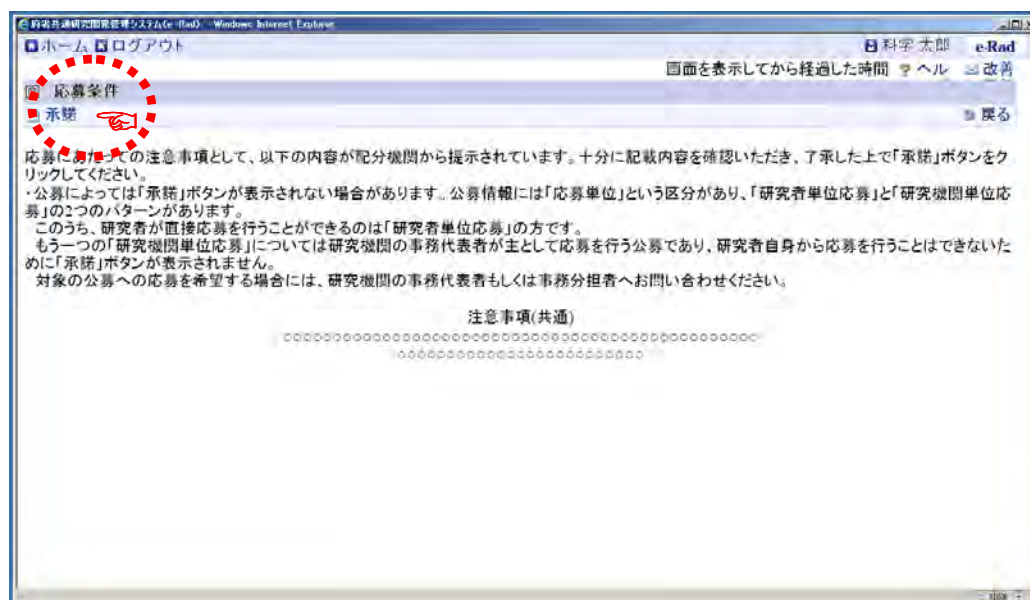 府省共通研究開発管理システム(e-Rad) - Windows Internet Explorer
ホーム ログアウト 科学 太郎 e-Rad
画面を表示してから経過した時間 ヘル 改善
応募条件
承諾 戻る
応募にあたっての注意事項として、以下の内容が配分機関から提示されています。十分に記載内容を確認いただき、了承した上で「承諾」ボタンをク
リックしてください。
・公募によっては「承諾」ボタンが表示されない場合があります。公募情報には「応募単位」という区分があり、「研究者単位応募」と「研究機関単位応
募」の2つのパターンがあります。
このうち、研究者が直接応募を行うことができるのは「研究者単位応募」の方です。
もう一つの「研究機関単位応募」については研究機関の事務代表者が主として応募を行う公募であり、研究者自身から応募を行うことはできないた
めに「承諾」ボタンが表示されません。
対象の公募への応募を希望する場合には、研究機関の事務代表者もしくは事務分担者へお問い合わせください。
注意事項(共通)